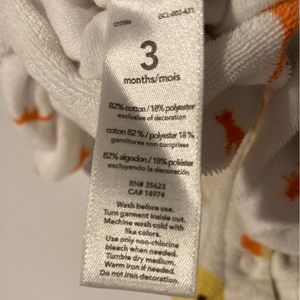 3
months/mois
82% cotton / 18% polyester
exclusive of decoration
coton 82% / polyester 18%
garnitures non comprises
82% algodon / 18% poliéster
excluyendo la decoración
RN# 35623
CA# 14974
Wash before use.
Turn garment inside out.
Machine wash cold with
like colors.
Use only non-chlorine
bleach when needed.
Tumble dry medium.
Warm iron if needed.
Do not iron decoration.